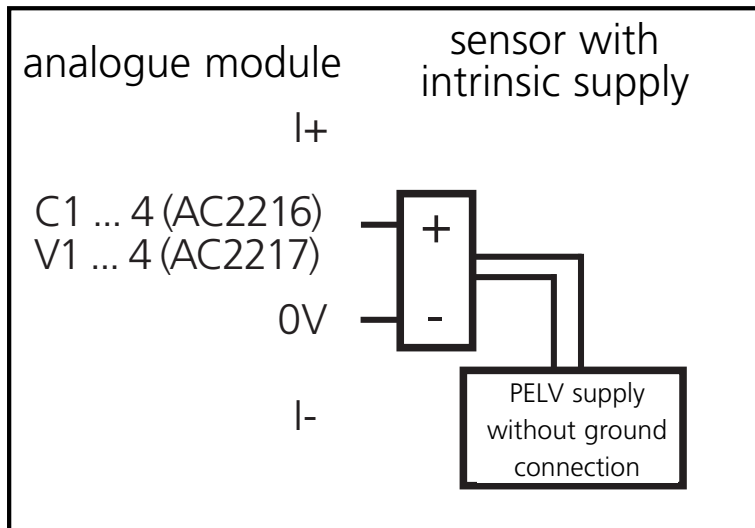 analogue module
sensor with
intrinsic supply
I+
C1 ... 4 (AC2216)
V1 ... 4 (AC2217)
+
0V
-
I-
PELV supply
without ground
connection